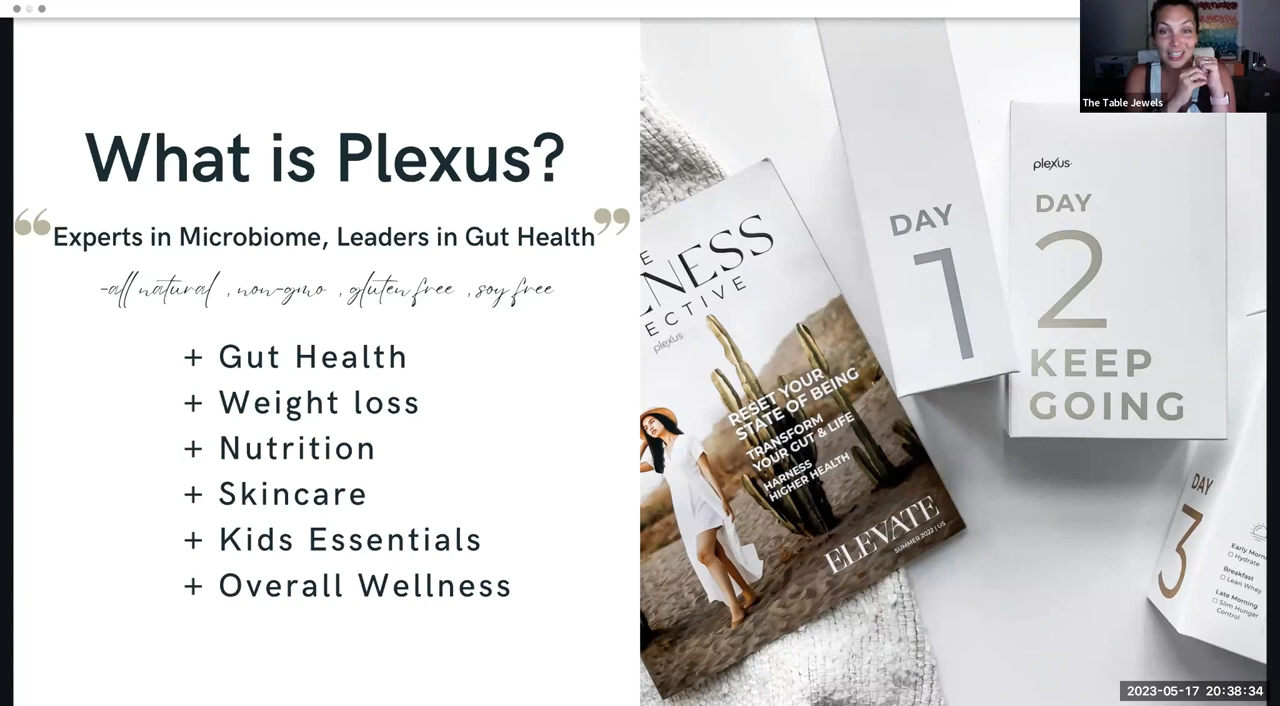 What is Plexus?
“Experts in Microbiome, Leaders in Gut Health”
-all natural , non-gmo , gluten free , soy free
+ Gut Health
+ Weight loss
+ Nutrition
+ Skincare
+ Kids Essentials
+ Overall Wellness
E
LNESS
ECTIVE
plexus
RESET YOUR
STATE OF BEING
TRANSFORM
YOUR GUT & LIFE
HARNESS
HIGHER HEALTH
ELEVATE
SUMMER 2022 | US
DAY
1
plexus
DAY
2
KEEP
GOING
DAY
3
Early Morn
Hydrate
Breakfast
Lean Whey
Late Morning
Slim Hunger
Control
The Table Jewels
2023-05-17 20:38:34